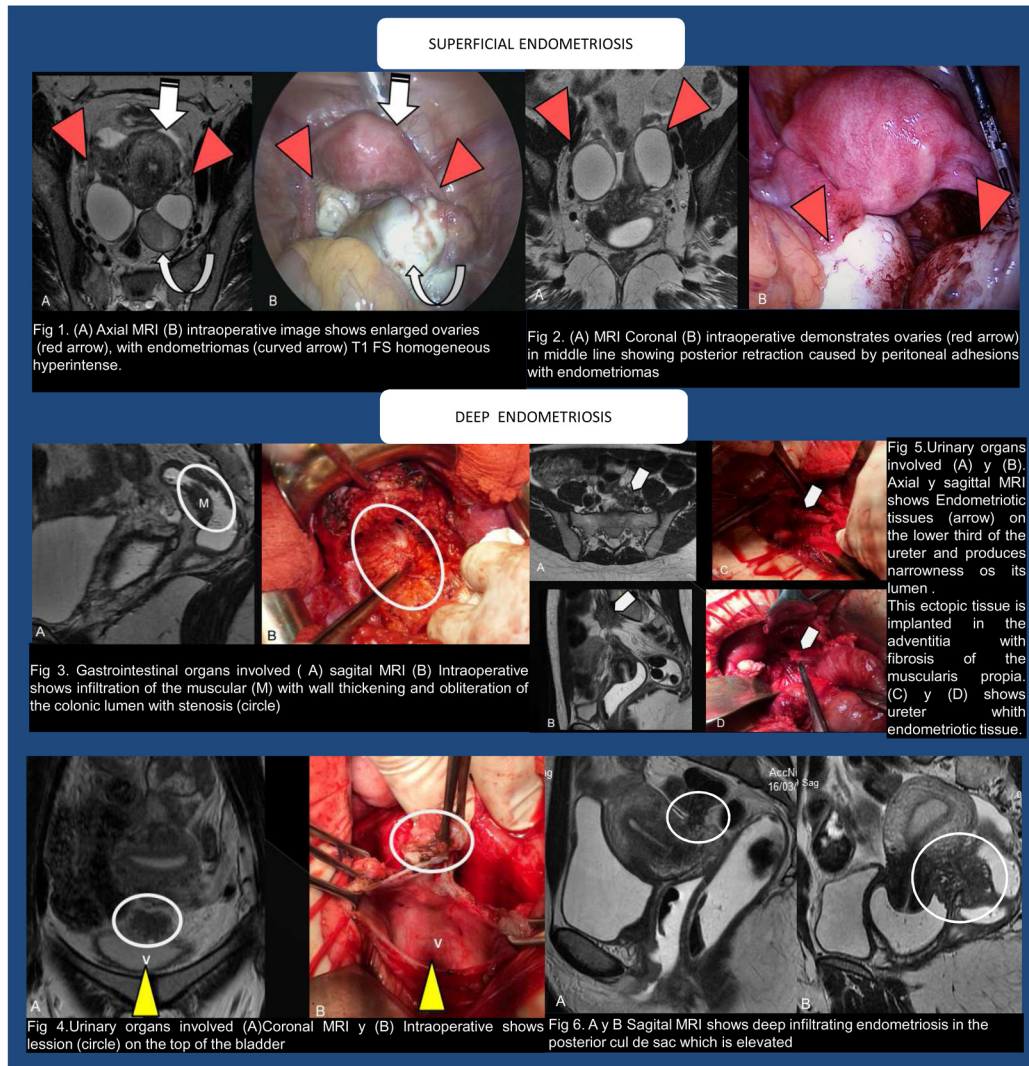 SUPERFICIAL ENDOMETRIOSIS
A
B
Fig 1. (A) Axial MRI (B) intraoperative image shows enlarged ovaries
(red arrow), with endometriomas (curved arrow) T1 FS homogeneous
hyperintense.
A
B
Fig 2. (A) MRI Coronal (B) intraoperative demonstrates ovaries (red arrow)
in middle line showing posterior retraction caused by peritoneal adhesions
with endometriomas
DEEP ENDOMETRIOSIS
M
A
B
Fig 3. Gastrointestinal organs involved ( A) sagital MRI (B) Intraoperative
shows infiltration of the muscular (M) with wall thickening and obliteration of
the colonic lumen with stenosis (circle)
A
C
B
D
Fig 5.Urinary organs
involved (A) y (B).
Axial y sagittal MRI
shows Endometriotic
tissues (arrow) on
the lower third of the
ureter and produces
narrowness os its
lumen .
This ectopic tissue is
implanted in the
adventitia with
fibrosis of the
muscularis propia.
(C) y (D) shows
ureter whith
endometriotic tissue.
V
A
V
B
Fig 4.Urinary organs involved (A)Coronal MRI y (B) Intraoperative shows
lession (circle) on the top of the bladder
AccN
16/03/
Sag
A
B
Fig 6. A y B Sagital MRI shows deep infiltrating endometriosis in the
posterior cul de sac which is elevated